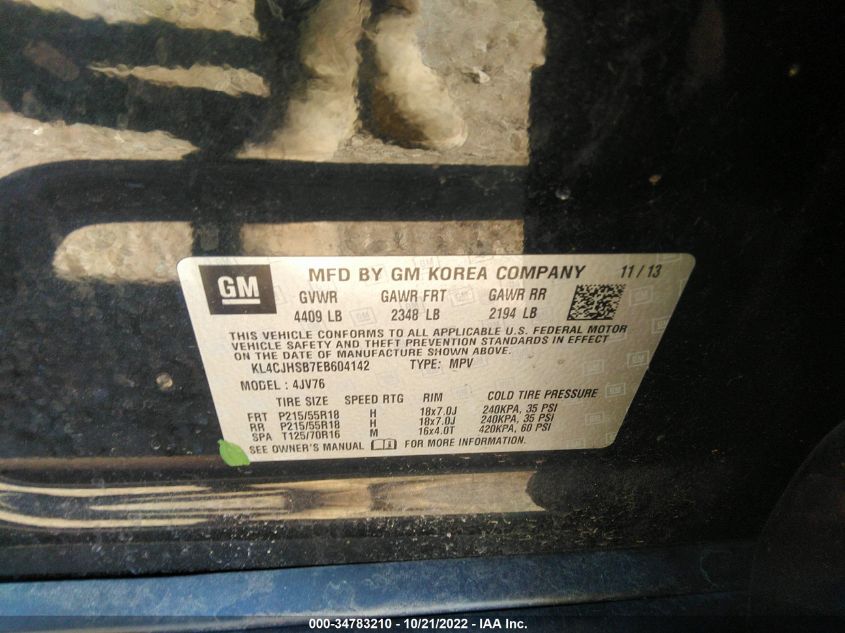 GM
MFD BY GM KOREA COMPANY 11/13
GVWR GAWR FRT GAWR RR
4409 LB 2348 LB 2194 LB
THIS VEHICLE CONFORMS TO ALL APPLICABLE U.S. FEDERAL MOTOR
VEHICLE SAFETY AND THEFT PREVENTION STANDARDS IN EFFECT
ON THE DATE OF MANUFACTURE SHOWN ABOVE.
KL4CJHSB7EB604142 TYPE: MPV
MODEL: 4JV76
TIRE SIZE SPEED RTG RIM COLD TIRE PRESSURE
FRT P215/55R18 H 18x7.0J 240KPA, 35 PSI
RR P215/55R18 H 18x7.0J 240KPA, 35 PSI
SPA T125/70R16 M 16x4.0T 420KPA, 60 PSI
SEE OWNER'S MANUAL FOR MORE INFORMATION.
000-34783210 - 10/21/2022 - IAA Inc.